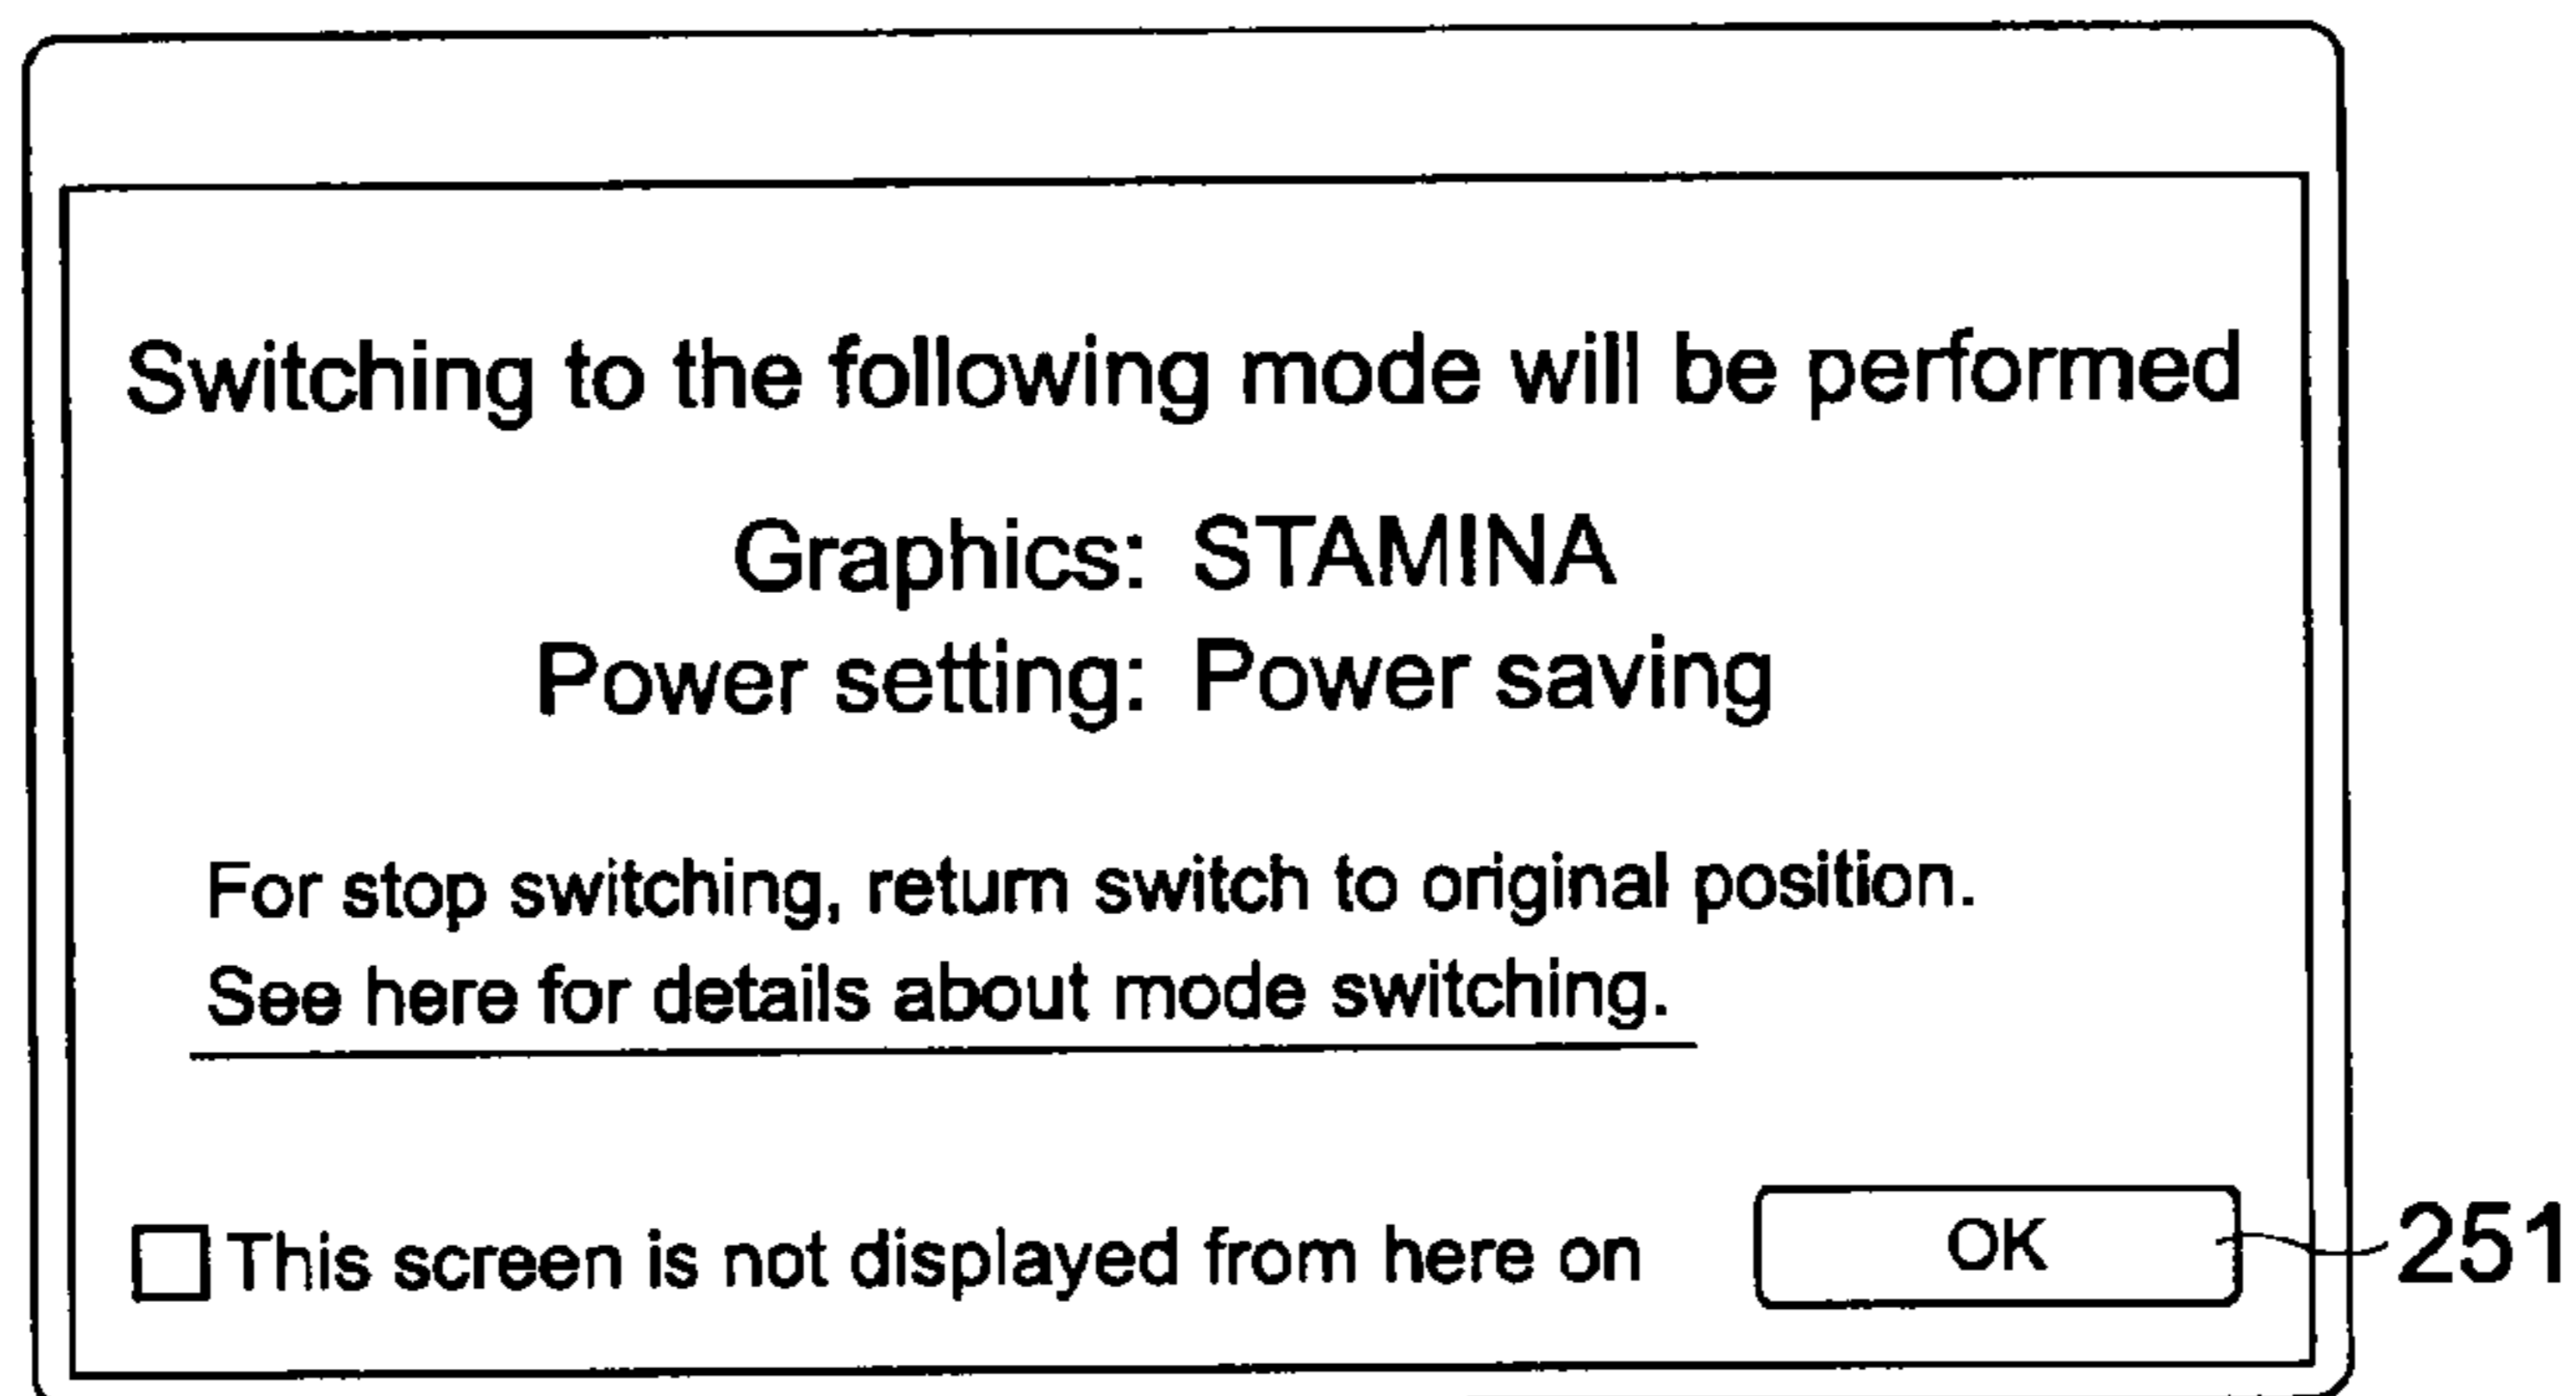 Switching to the following mode will be performed
Graphics: STAMINA
Power setting: Power saving
For stop switching, return switch to original position.
See here for details about mode switching.
This screen is not displayed from here on
OK
251